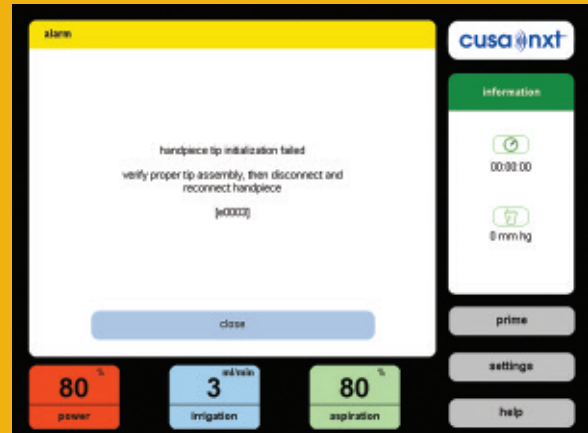 alarm
cusa nxt
handpiece tip initialization failed
verify proper tip assembly, then disconnect and
reconnect handpiece
[e0003]
close
information
00:00:00
0 mm hg
prime
settings
help
80 %
power
3 ml/min
irrigation
80 %
aspiration